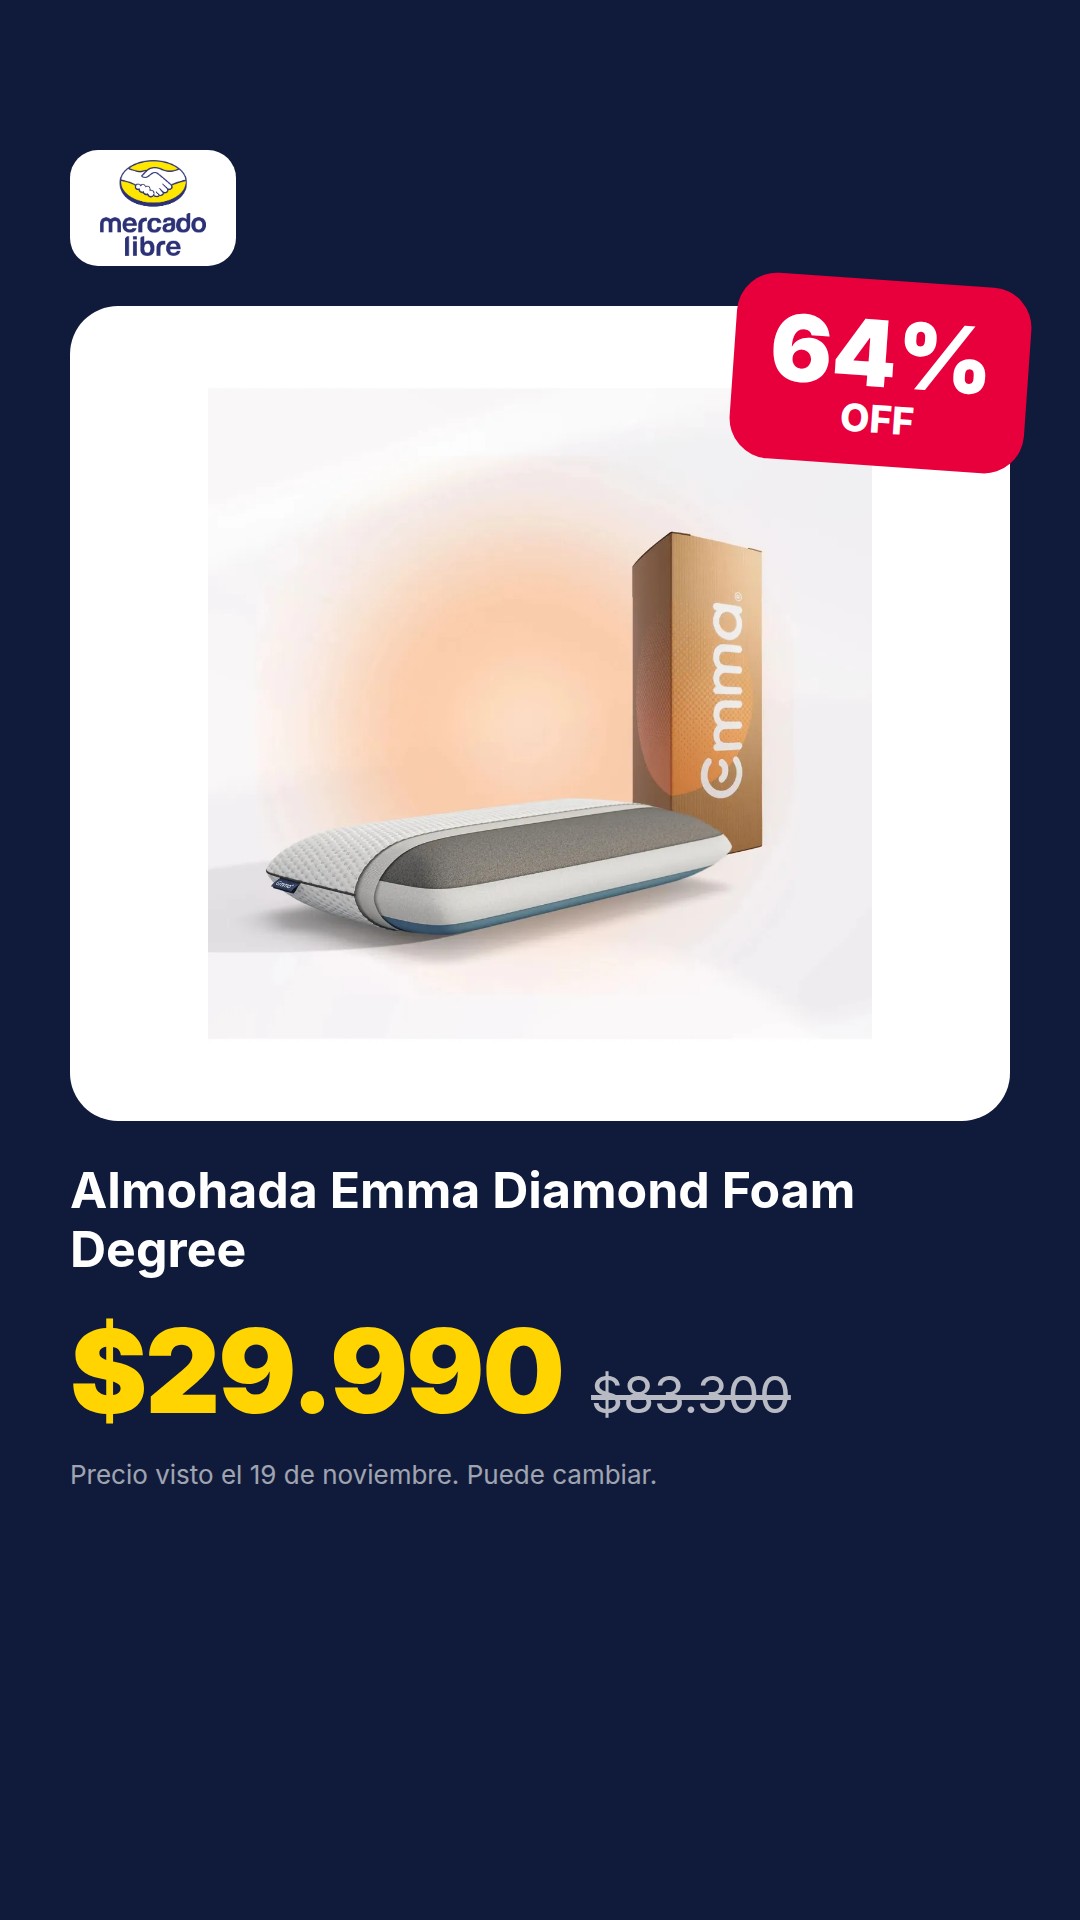 mercado
libre
64%
OFF
emma®
Almohada Emma Diamond Foam
Degree
$29.990 $83.300
Precio visto el 19 de noviembre. Puede cambiar.